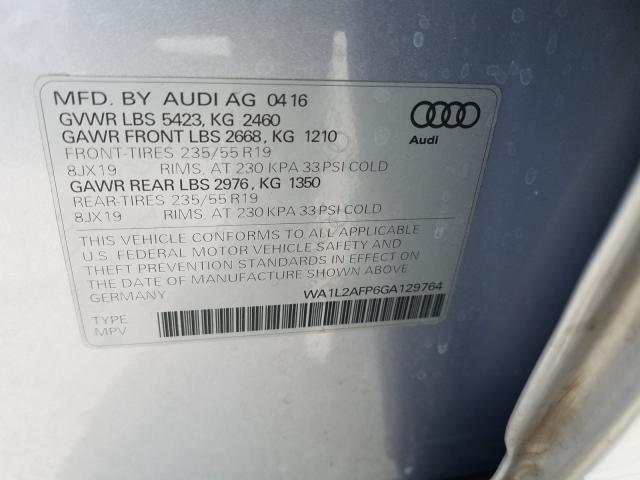 MFD. BY AUDI AG 04 16
GVWR LBS 5423, KG 2460
GAWR FRONT LBS 2668, KG 1210
FRONT-TIRES 235/55 R19
8JX19 RIMS, AT 230 KPA 33 PSI COLD
GAWR REAR LBS 2976, KG 1350
REAR-TIRES 235/55 R19
8JX19 RIMS, AT 230 KPA 33 PSI COLD
Audi
THIS VEHICLE CONFORMS TO ALL APPLICABLE
U.S. FEDERAL MOTOR VEHICLE SAFETY AND
THEFT PREVENTION STANDARDS IN EFFECT ON
THE DATE OF MANUFACTURE SHOWN ABOVE
GERMANY WA1L2AFP6GA129764
TYPE
MPV